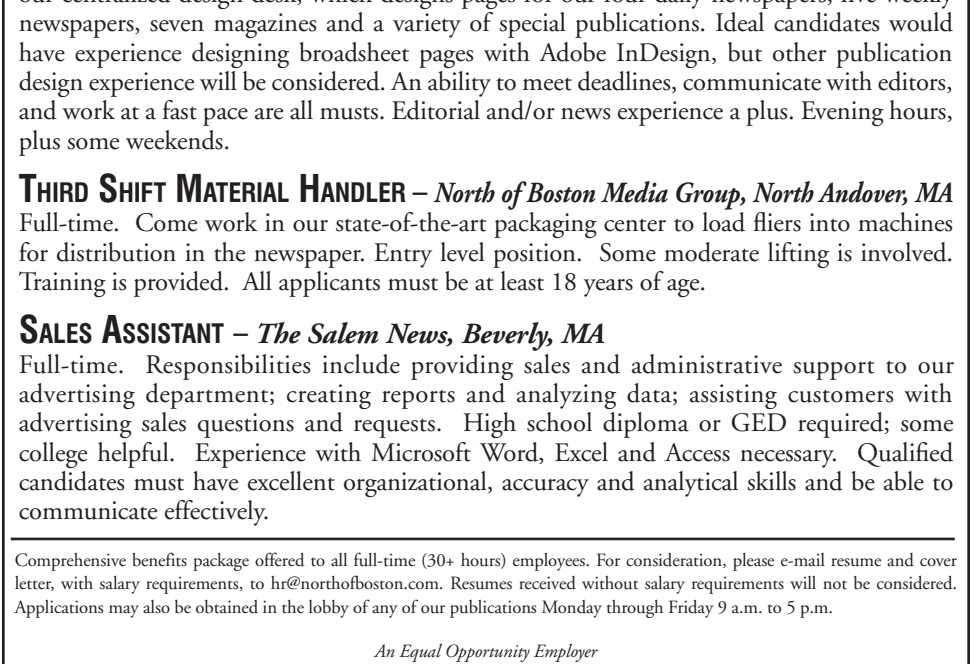 our centralized design desk, which designs pages for our four daily newspapers, five weekly
newspapers, seven magazines and a variety of special publications. Ideal candidates would
have experience designing broadsheet pages with Adobe InDesign, but other publication
design experience will be considered. An ability to meet deadlines, communicate with editors,
and work at a fast pace are all musts. Editorial and/or news experience a plus. Evening hours,
plus some weekends.
THIRD SHIFT MATERIAL HANDLER – North of Boston Media Group, North Andover, MA
Full-time. Come work in our state-of-the-art packaging center to load fliers into machines
for distribution in the newspaper. Entry level position. Some moderate lifting is involved.
Training is provided. All applicants must be at least 18 years of age.
SALES ASSISTANT – The Salem News, Beverly, MA
Full-time. Responsibilities include providing sales and administrative support to our
advertising department; creating reports and analyzing data; assisting customers with
advertising sales questions and requests. High school diploma or GED required; some
college helpful. Experience with Microsoft Word, Excel and Access necessary. Qualified
candidates must have excellent organizational, accuracy and analytical skills and be able to
communicate effectively.
Comprehensive benefits package offered to all full-time (30+ hours) employees. For consideration, please e-mail resume and cover
letter, with salary requirements, to hr@northofboston.com. Resumes received without salary requirements will not be considered.
Applications may also be obtained in the lobby of any of our publications Monday through Friday 9 a.m. to 5 p.m.
An Equal Opportunity Employer